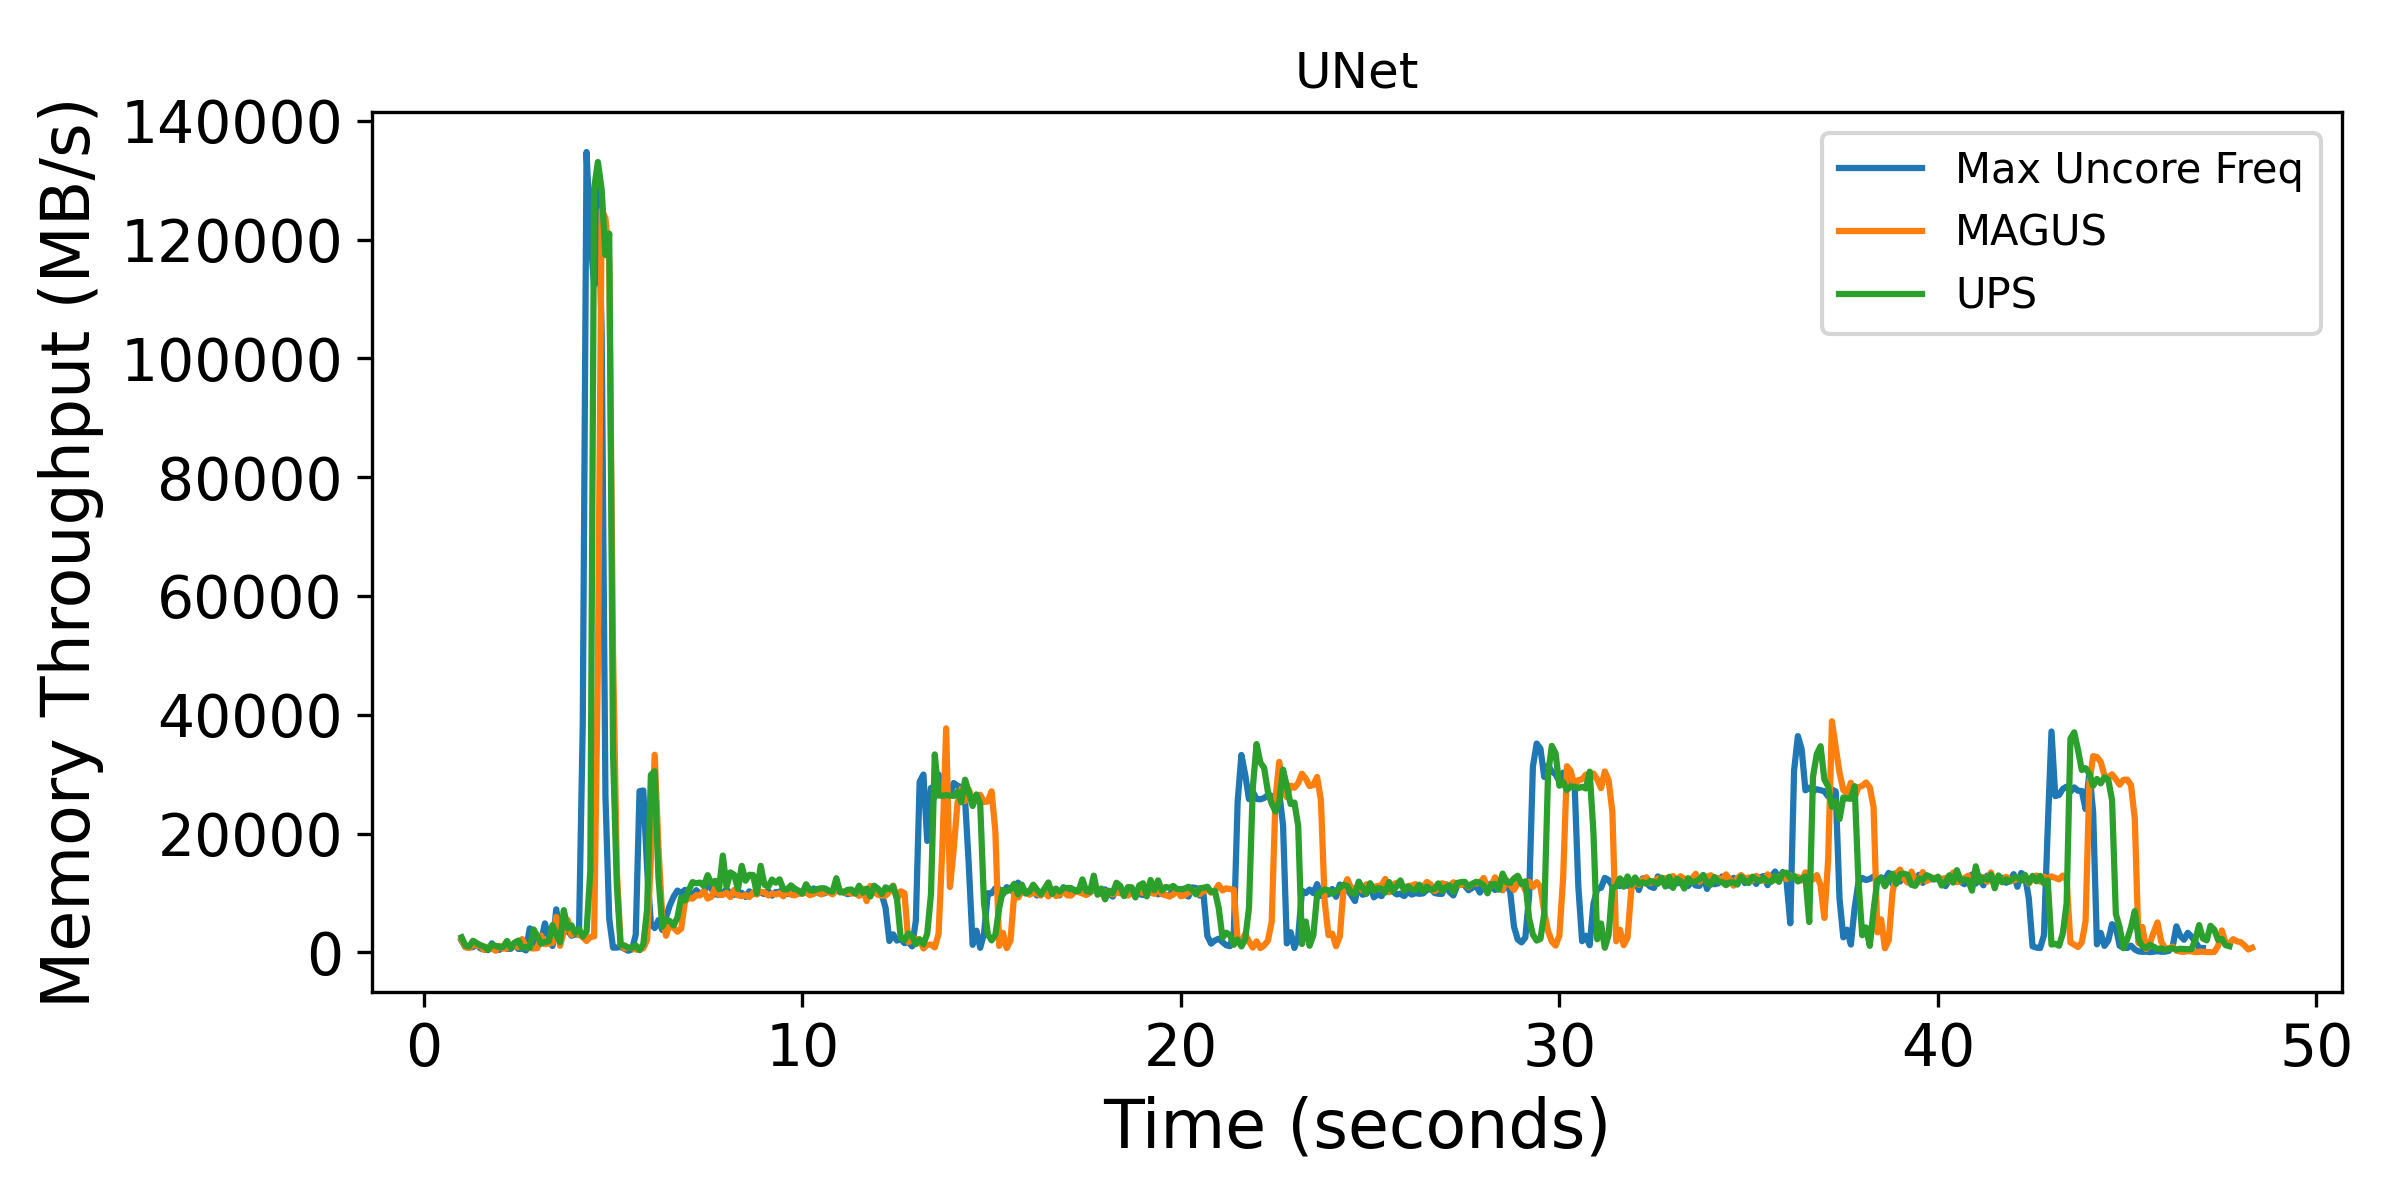 UNet
Memory Throughput (MB/s)
140000
120000
100000
80000
60000
40000
20000
0
Max Uncore Freq
MAGUS
UPS
0 10 20 30 40 50
Time (seconds)